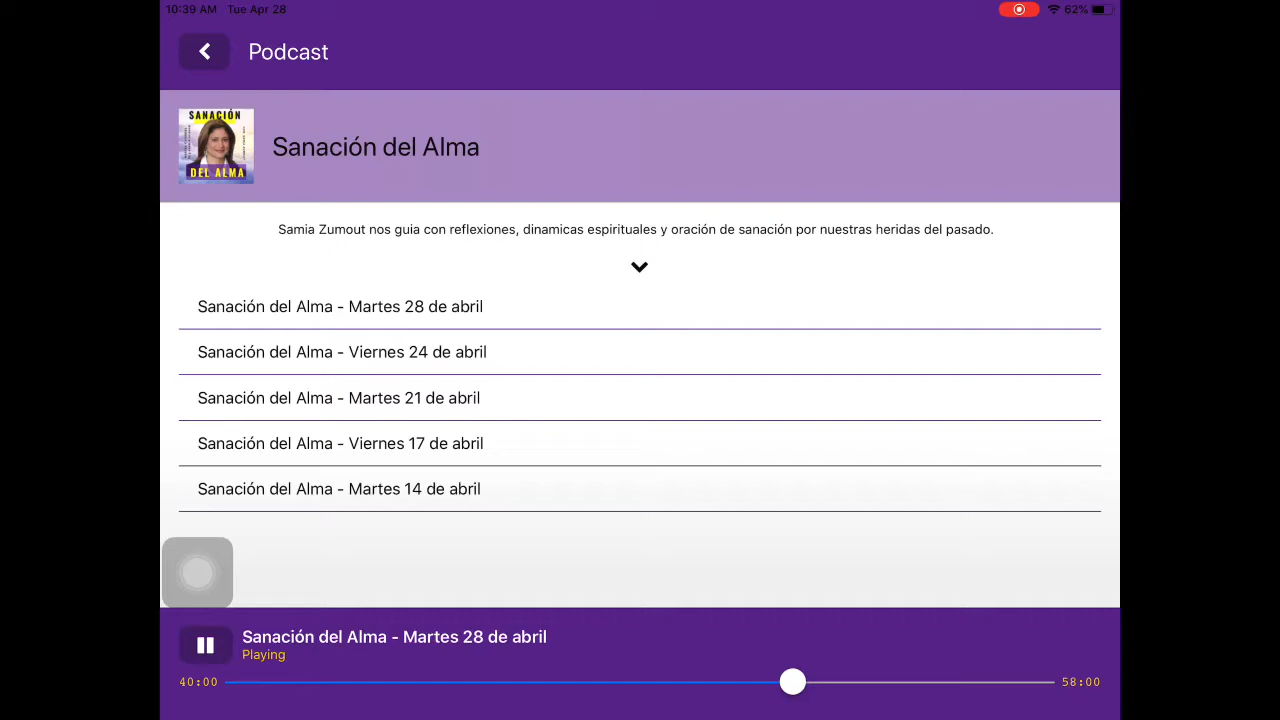 10:39 AM Tue Apr 28
62%
Podcast
SANACIÓN
DEL ALMA
Sanación del Alma
Samia Zumout nos guia con reflexiones, dinamicas espirituales y oración de sanación por nuestras heridas del pasado.
Sanación del Alma - Martes 28 de abril
Sanación del Alma - Viernes 24 de abril
Sanación del Alma - Martes 21 de abril
Sanación del Alma - Viernes 17 de abril
Sanación del Alma - Martes 14 de abril
Sanación del Alma - Martes 28 de abril
Playing
40:00
58:00